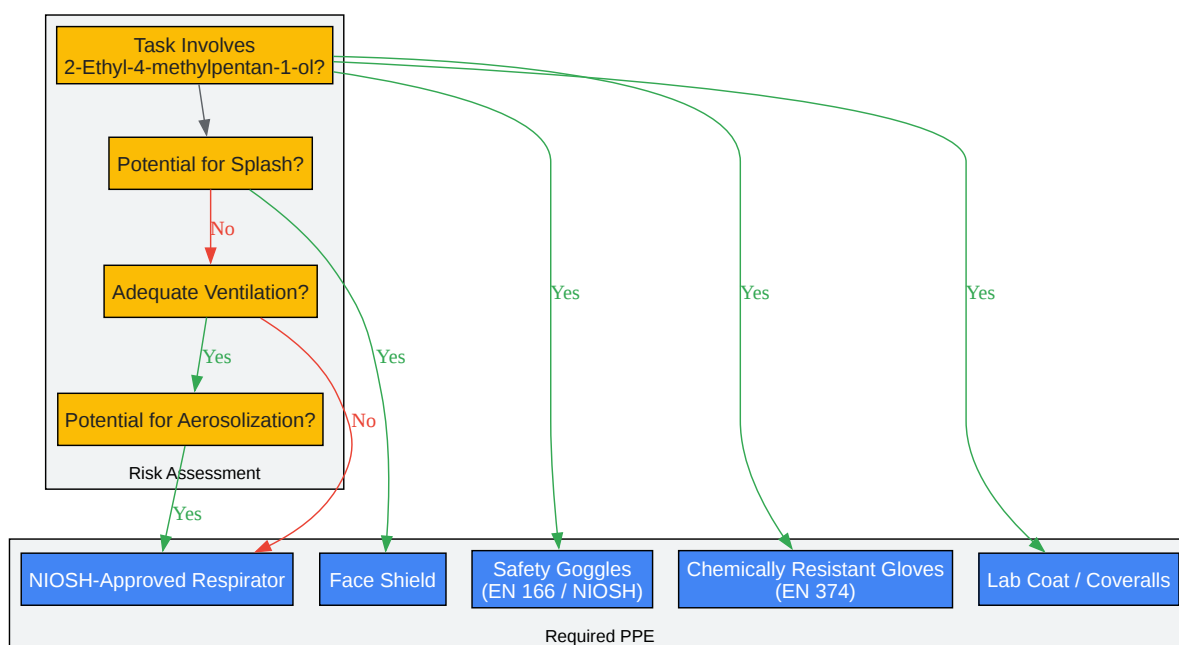 Task Involves
2-Ethyl-4-methylpentan-1-ol?
Potential for Splash?
No
Adequate Ventilation?
Yes
Yes
Yes
Yes
Yes
Potential for Aerosolization?
No
Risk Assessment
Yes
NIOSH-Approved Respirator
Face Shield
Safety Goggles
(EN 166 / NIOSH)
Chemically Resistant Gloves
(EN 374)
Lab Coat / Coveralls
Required PPE